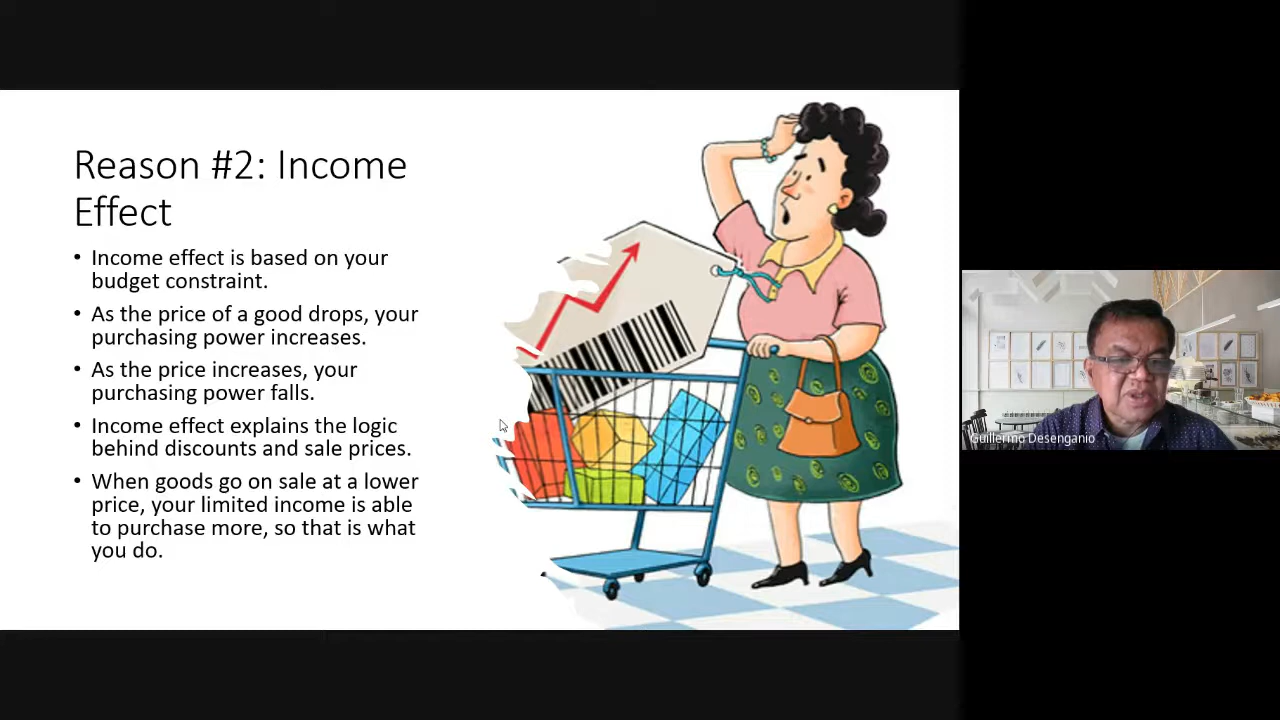 Reason #2: Income
Effect
• Income effect is based on your
budget constraint.
• As the price of a good drops, your
purchasing power increases.
• As the price increases, your
purchasing power falls.
• Income effect explains the logic
behind discounts and sale prices.
• When goods go on sale at a lower
price, your limited income is able
to purchase more, so that is what
you do.
Guillermo Desenganio